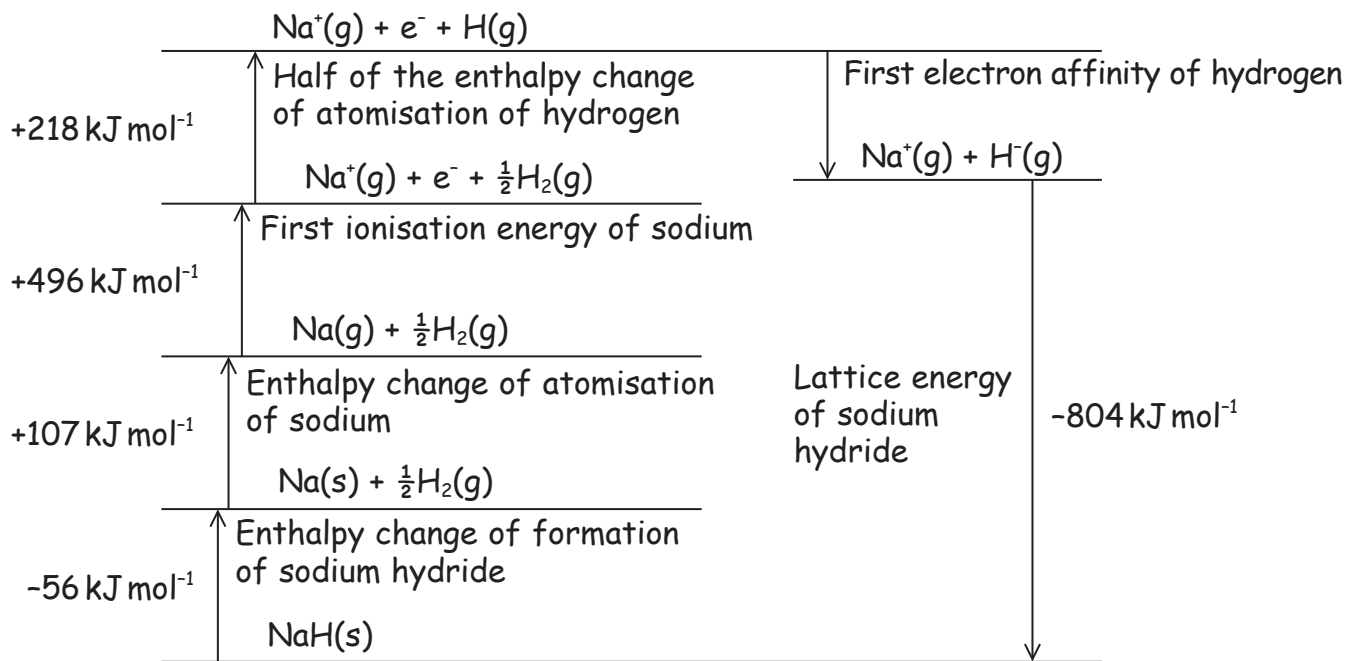 Na⁺(g) + e⁻ + H(g)
Half of the enthalpy change
of atomisation of hydrogen
+218 kJ mol⁻¹
First electron affinity of hydrogen
Na⁺(g) + e⁻ + ½H₂(g)
Na⁺(g) + H⁻(g)
First ionisation energy of sodium
+496 kJ mol⁻¹
Na(g) + ½H₂(g)
Enthalpy change of atomisation
of sodium
+107 kJ mol⁻¹
Lattice energy
of sodium
hydride
–804 kJ mol⁻¹
Na(s) + ½H₂(g)
Enthalpy change of formation
of sodium hydride
–56 kJ mol⁻¹
NaH(s)